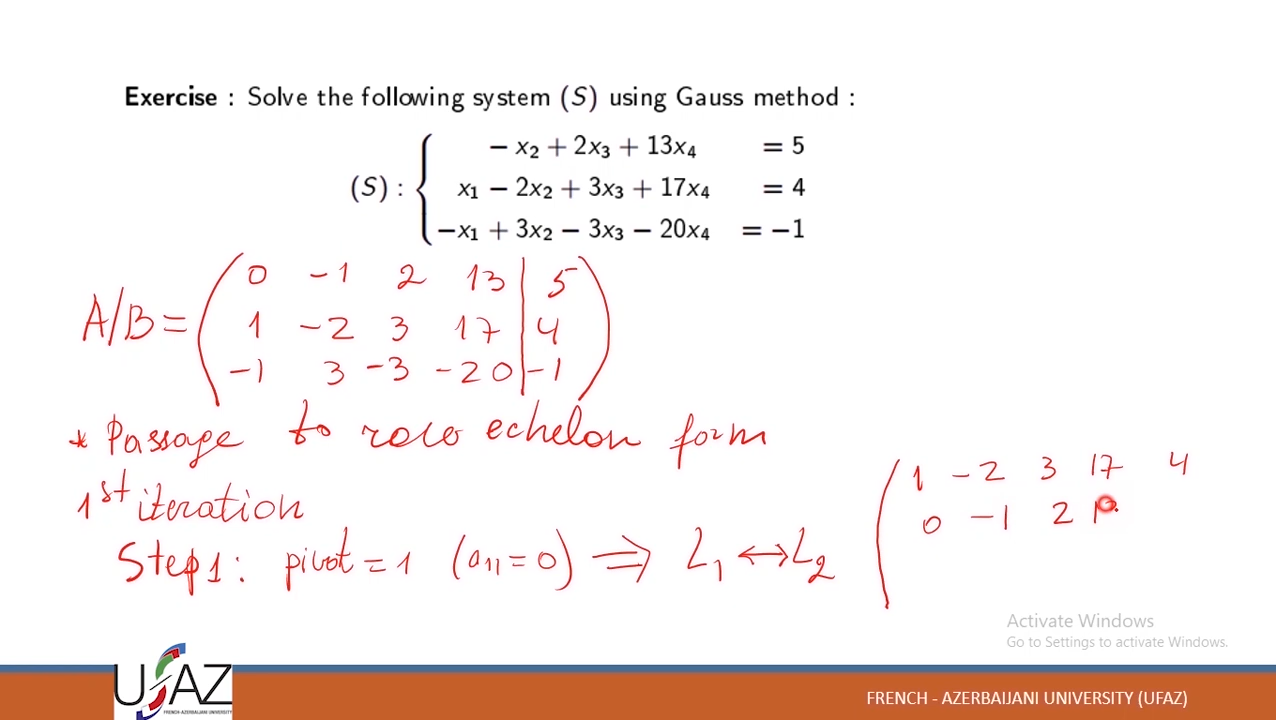 Exercise : Solve the following system (S) using Gauss method :
− x₂ + 2x₃ + 13x₄ = 5
(S) : { x₁ − 2x₂ + 3x₃ + 17x₄ = 4
−x₁ + 3x₂ − 3x₃ − 20x₄ = −1
0 -1 2 13 | 5
A/B = 1 -2 3 17 | 4
-1 3 -3 -20 | -1
* Passage to row echelon form
1st iteration
Step1: pivot = 1 (a₁₁ = 0) ⇒ L₁ ↔ L₂
1 -2 3 17 4
0 -1 2
Activate Windows
Go to Settings to activate Windows.
UFAZ
FRENCH - AZERBAIJANI UNIVERSITY (UFAZ)